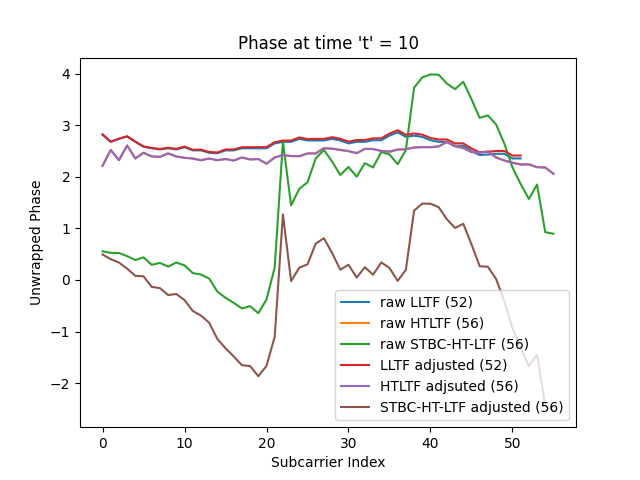 Phase at time 't' = 10
Unwrapped Phase
4
3
2
1
0
−1
−2
raw LLTF (52)
raw HTLTF (56)
raw STBC-HT-LTF (56)
LLTF adjusted (52)
HTLTF adjsuted (56)
STBC-HT-LTF adjusted (56)
0 10 20 30 40 50
Subcarrier Index